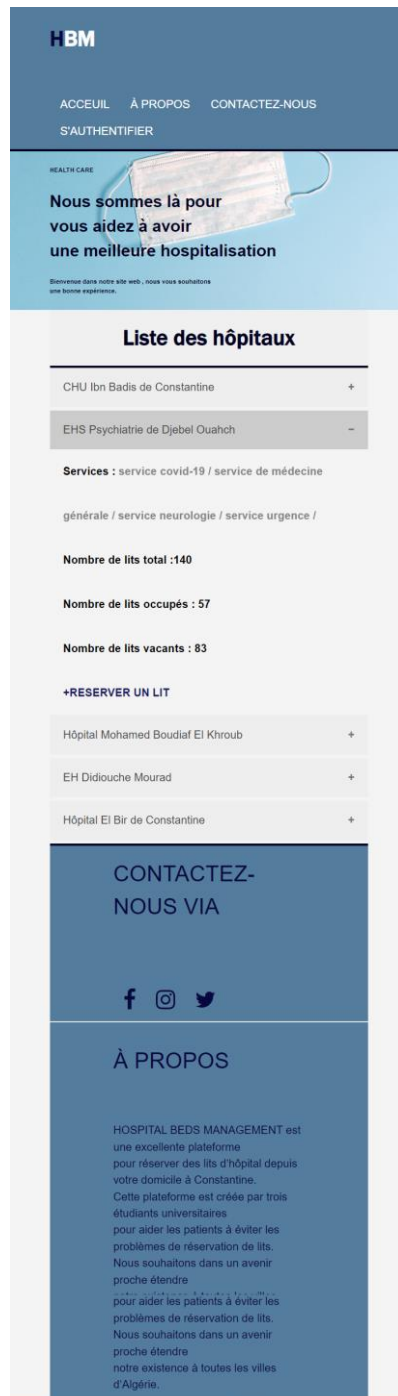 HBM
ACCEUIL À PROPOS CONTACTEZ-NOUS
S'AUTHENTIFIER
HEALTH CARE
Nous sommes là pour
vous aidez à avoir
une meilleure hospitalisation
Bienvenue dans notre site web , nous vous souhaitons
une bonne expérience.
Liste des hôpitaux
CHU Ibn Badis de Constantine +
EHS Psychiatrie de Djebel Ouahch −
Services : service covid-19 / service de médecine
générale / service neurologie / service urgence /
Nombre de lits total :140
Nombre de lits occupés : 57
Nombre de lits vacants : 83
+RESERVER UN LIT
Hôpital Mohamed Boudiaf El Khroub +
EH Didiouche Mourad +
Hôpital El Bir de Constantine +
CONTACTEZ-
NOUS VIA
À PROPOS
HOSPITAL BEDS MANAGEMENT est
une excellente plateforme
pour réserver des lits d'hôpital depuis
votre domicile à Constantine.
Cette plateforme est créée par trois
étudiants universitaires
pour aider les patients à éviter les
problèmes de réservation de lits.
Nous souhaitons dans un avenir
proche étendre
pour aider les patients à éviter les
problèmes de réservation de lits.
Nous souhaitons dans un avenir
proche étendre
notre existence à toutes les villes
d'Algérie.